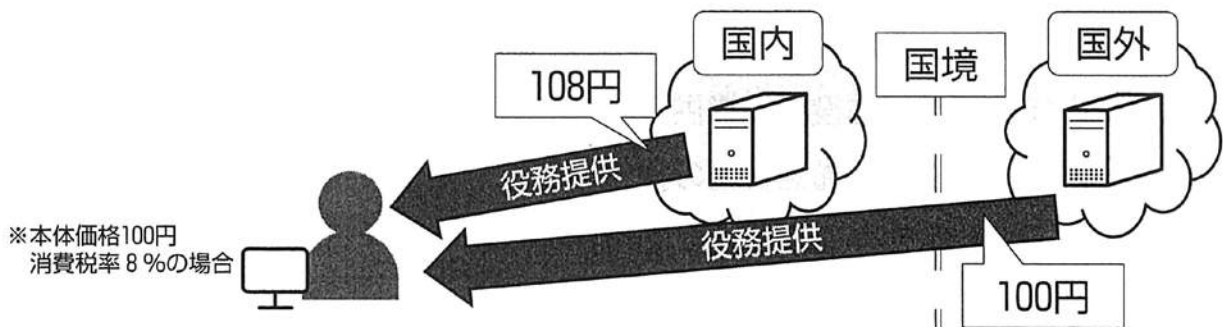 国内
国境
国外
108円
役務提供
役務提供
100円
※本体価格100円
消費税率8%の場合